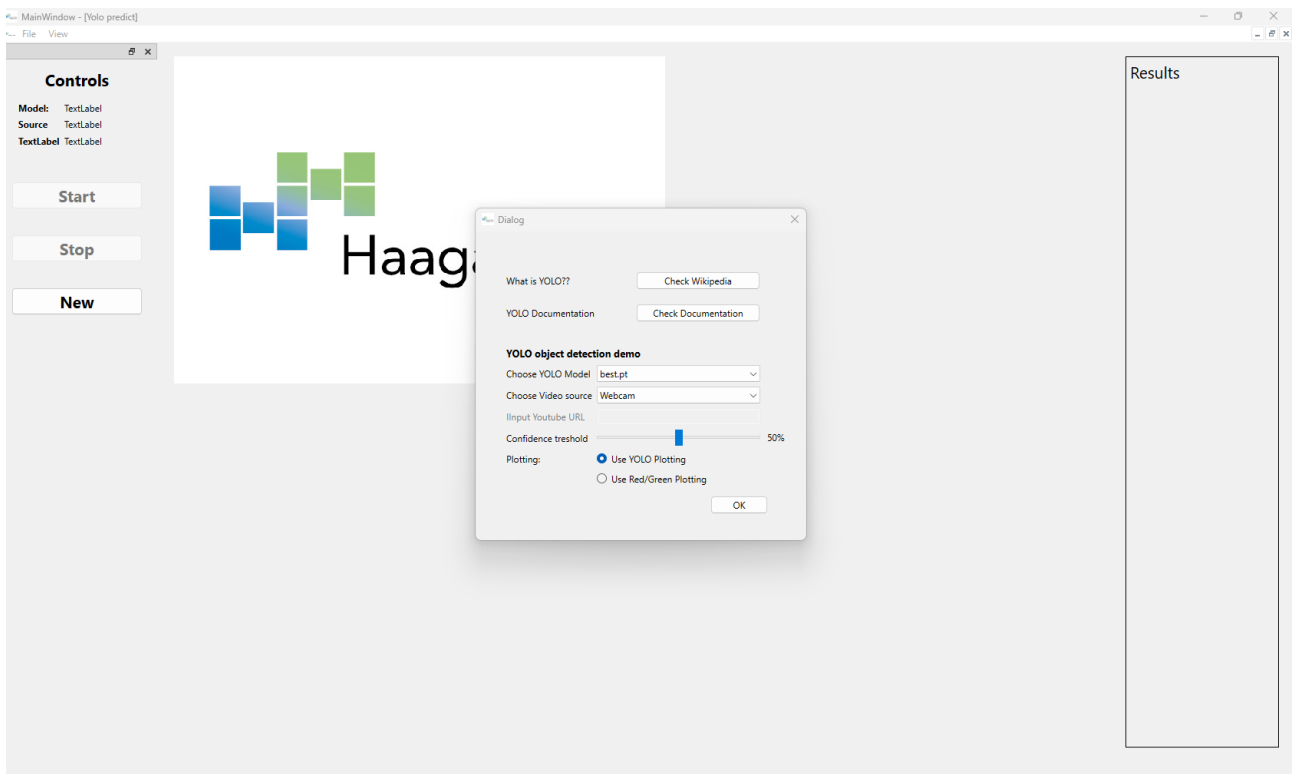 MainWindow - [Yolo predict]
File View
Controls
Model: TextLabel
Source TextLabel
TextLabel TextLabel
Start
Stop
New
Haaga
Results
Dialog
What is YOLO?? Check Wikipedia
YOLO Documentation Check Documentation
YOLO object detection demo
Choose YOLO Model best.pt
Choose Video source Webcam
IInput Youtube URL
Confidence treshold 50%
Plotting: Use YOLO Plotting
Use Red/Green Plotting
OK